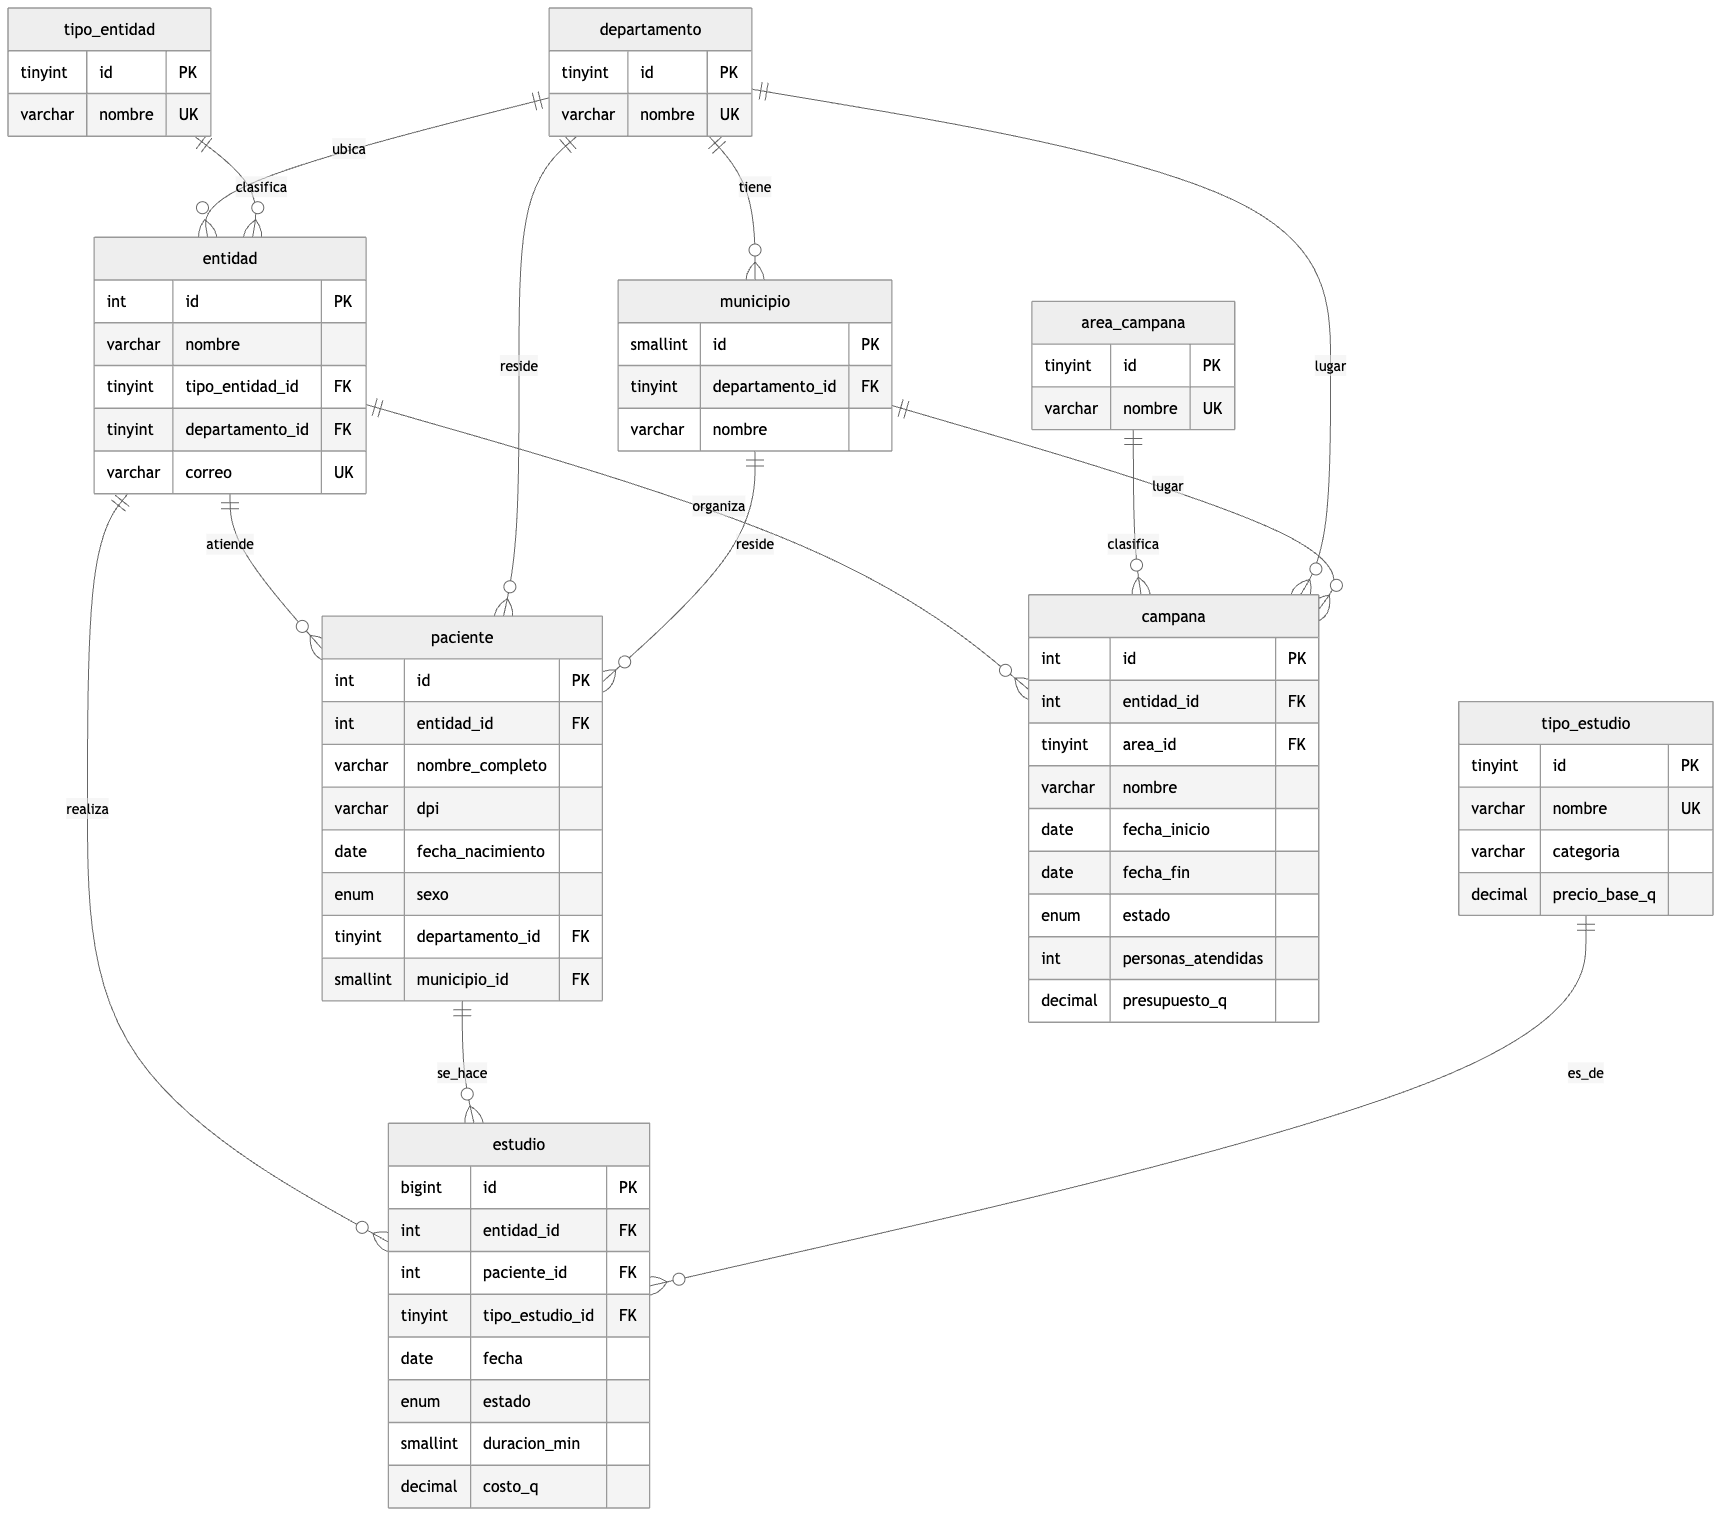 tipo_entidad
tinyint id PK
varchar nombre UK
departamento
tinyint id PK
varchar nombre UK
ubica
clasifica
tiene
entidad
int id PK
varchar nombre
tinyint tipo_entidad_id FK
tinyint departamento_id FK
varchar correo UK
municipio
smallint id PK
tinyint departamento_id FK
varchar nombre
area_campana
tinyint id PK
varchar nombre UK
reside
lugar
lugar
organiza
atiende
reside
clasifica
paciente
int id PK
int entidad_id FK
varchar nombre_completo
varchar dpi
date fecha_nacimiento
enum sexo
tinyint departamento_id FK
smallint municipio_id FK
campana
int id PK
int entidad_id FK
tinyint area_id FK
varchar nombre
date fecha_inicio
date fecha_fin
enum estado
int personas_atendidas
decimal presupuesto_q
tipo_estudio
tinyint id PK
varchar nombre UK
varchar categoria
decimal precio_base_q
realiza
se_hace
es_de
estudio
bigint id PK
int entidad_id FK
int paciente_id FK
tinyint tipo_estudio_id FK
date fecha
enum estado
smallint duracion_min
decimal costo_q